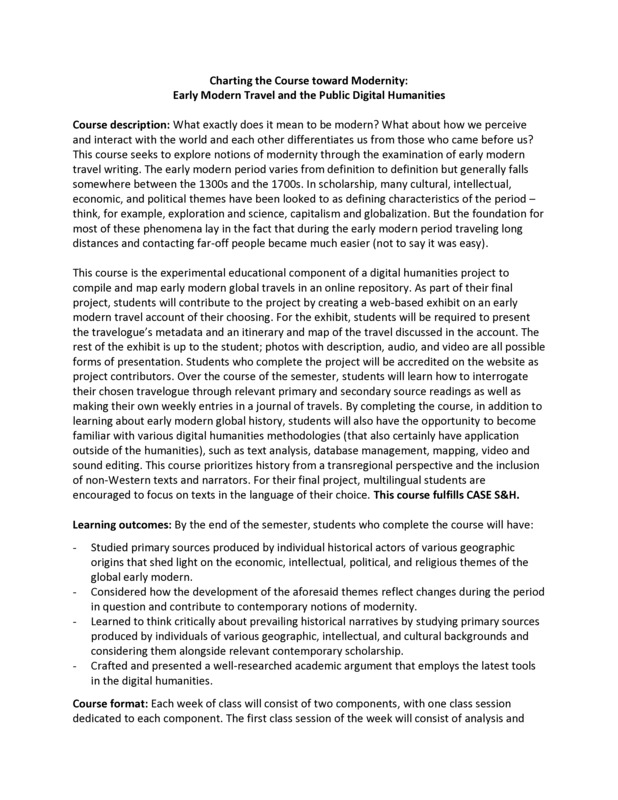 Charting the Course toward Modernity:
Early Modern Travel and the Public Digital Humanities
Course description: What exactly does it mean to be modern? What about how we perceive
and interact with the world and each other differentiates us from those who came before us?
This course seeks to explore notions of modernity through the examination of early modern
travel writing. The early modern period varies from definition to definition but generally falls
somewhere between the 1300s and the 1700s. In scholarship, many cultural, intellectual,
economic, and political themes have been looked to as defining characteristics of the period –
think, for example, exploration and science, capitalism and globalization. But the foundation for
most of these phenomena lay in the fact that during the early modern period traveling long
distances and contacting far-off people became much easier (not to say it was easy).
This course is the experimental educational component of a digital humanities project to
compile and map early modern global travels in an online repository. As part of their final
project, students will contribute to the project by creating a web-based exhibit on an early
modern travel account of their choosing. For the exhibit, students will be required to present
the travelogue’s metadata and an itinerary and map of the travel discussed in the account. The
rest of the exhibit is up to the student; photos with description, audio, and video are all possible
forms of presentation. Students who complete the project will be accredited on the website as
project contributors. Over the course of the semester, students will learn how to interrogate
their chosen travelogue through relevant primary and secondary source readings as well as
making their own weekly entries in a journal of travels. By completing the course, in addition to
learning about early modern global history, students will also have the opportunity to become
familiar with various digital humanities methodologies (that also certainly have application
outside of the humanities), such as text analysis, database management, mapping, video and
sound editing. This course prioritizes history from a transregional perspective and the inclusion
of non-Western texts and narrators. For their final project, multilingual students are
encouraged to focus on texts in the language of their choice. This course fulfills CASE S&H.
Learning outcomes: By the end of the semester, students who complete the course will have:
- Studied primary sources produced by individual historical actors of various geographic
origins that shed light on the economic, intellectual, political, and religious themes of the
global early modern.
- Considered how the development of the aforesaid themes reflect changes during the period
in question and contribute to contemporary notions of modernity.
- Learned to think critically about prevailing historical narratives by studying primary sources
produced by individuals of various geographic, intellectual, and cultural backgrounds and
considering them alongside relevant contemporary scholarship.
- Crafted and presented a well-researched academic argument that employs the latest tools
in the digital humanities.
Course format: Each week of class will consist of two components, with one class session
dedicated to each component. The first class session of the week will consist of analysis and